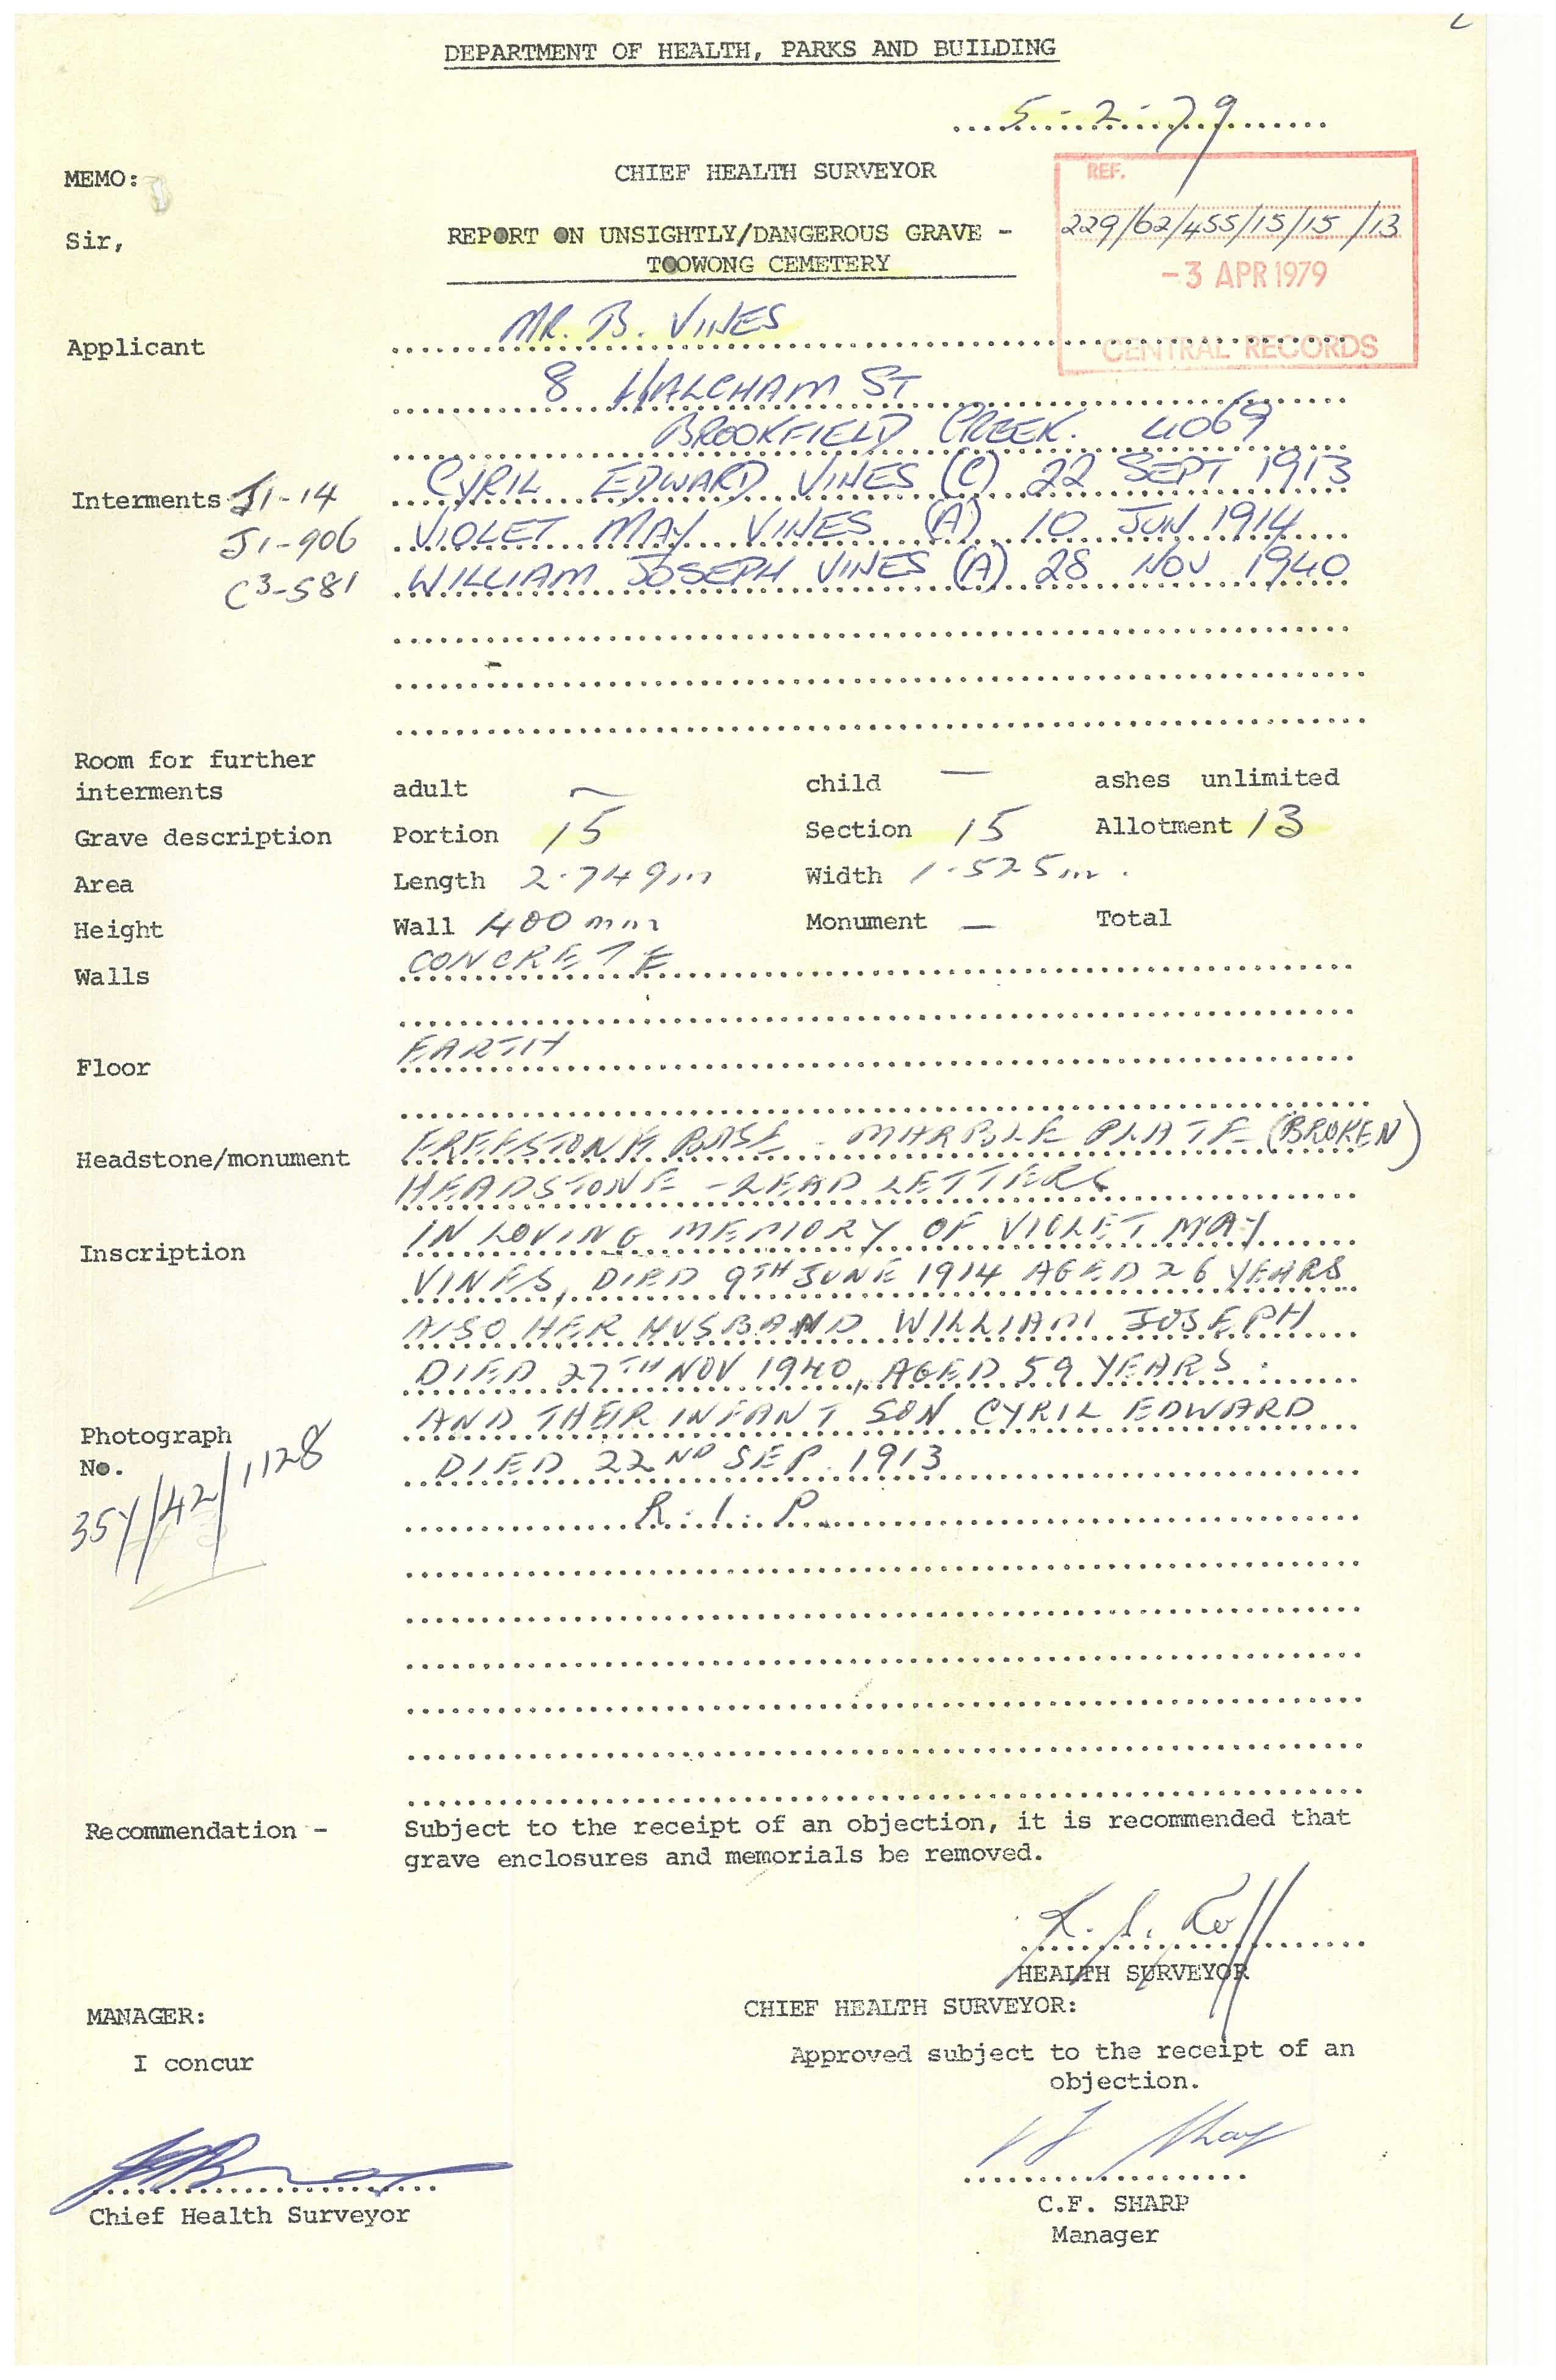 DEPARTMENT OF HEALTH, PARKS AND BUILDING
5-2-79
MEMO:
CHIEF HEALTH SURVEYOR
REF.
229/62/455/15/15/13
-3 APR 1979
CENTRAL RECORDS
Sir,
REPORT ON UNSIGHTLY/DANGEROUS GRAVE -
TOOWONG CEMETERY
Applicant MR. B. VINES
8 ST
BROOKFIELD CREEK. 4069
Interments J1-14 CYRIL EDWARD VINES (C) 22 SEPT 1913
J1-906 VIOLET MAY VINES (A) 10 JUN 1914
C3-581 WILLIAM JOSEPH VINES (A) 28 NOV 1940
Room for further
interments adult ~ child — ashes unlimited
Grave description Portion 15 Section 15 Allotment 13
Area Length 2.749m Width 1.525m.
Height Wall 400 mm Monument — Total
Walls CONCRETE
Floor EARTH
Headstone/monument FREESTONE BASE - MARBLE PLATE (BROKEN)
HEADSTONE - LEAD LETTERS
Inscription IN LOVING MEMORY OF VIOLET MAY
VINES, DIED 9TH JUNE 1914 AGED 26 YEARS
ALSO HER HUSBAND WILLIAM JOSEPH
DIED 27TH NOV 1940, AGED 59 YEARS.
AND THEIR INFANT SON CYRIL EDWARD
Photograph
No. DIED 22ND SEP. 1913
/42/1128
R.I.P.
Recommendation - Subject to the receipt of an objection, it is recommended that
grave enclosures and memorials be removed.
HEALTH SURVEYOR
MANAGER:
CHIEF HEALTH SURVEYOR:
I concur
Approved subject to the receipt of an
objection.
Chief Health Surveyor
C.F. SHARP
Manager